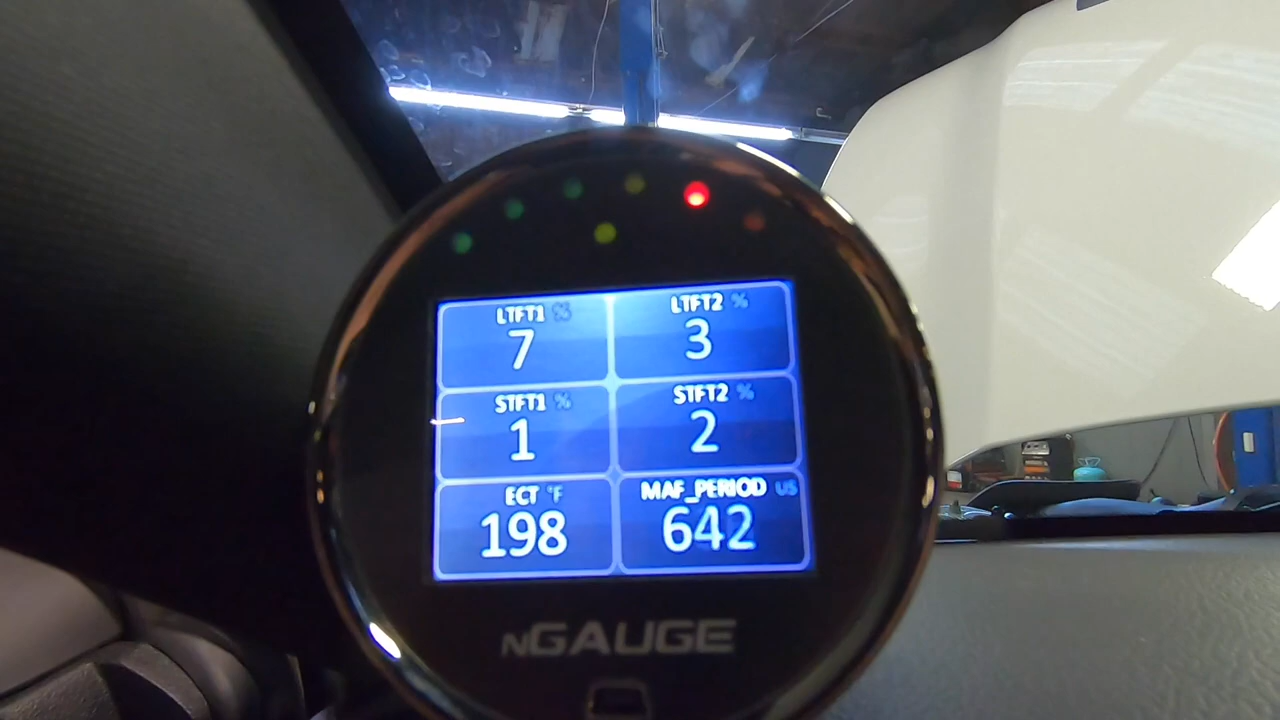 LTFT1 % LTFT2 %
7 3
STFT1 % STFT2 %
1 2
ECT °F MAF_PERIOD US
198 642
nGAUGE